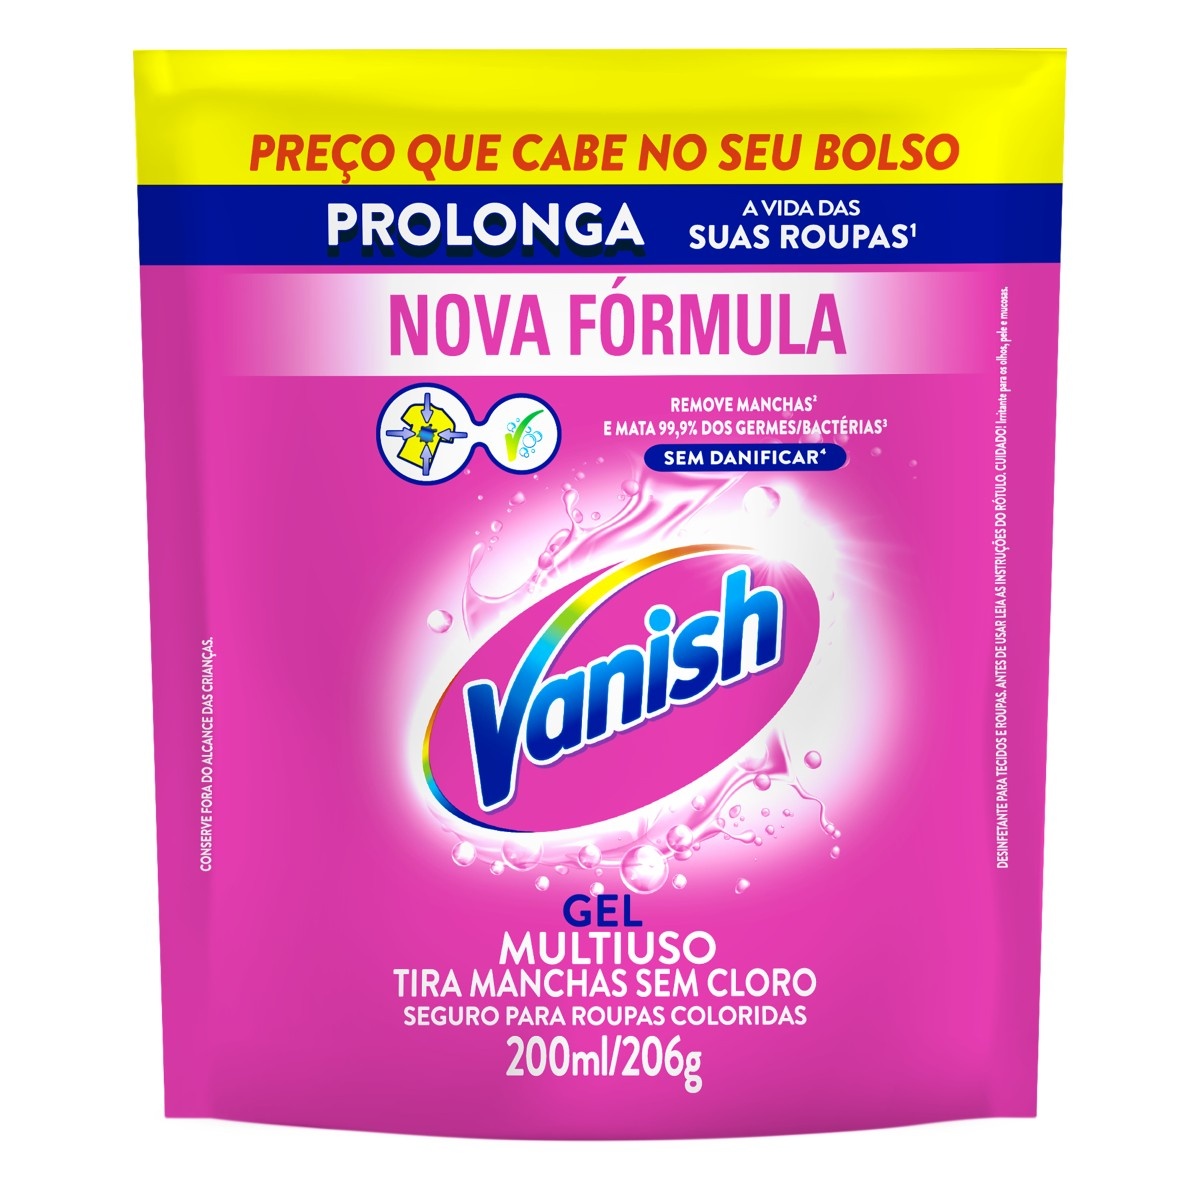 PREÇO QUE CABE NO SEU BOLSO
PROLONGA
A VIDA DAS
SUAS ROUPAS¹
NOVA FÓRMULA
REMOVE MANCHAS²
E MATA 99,9% DOS GERMES/BACTÉRIAS³
SEM DANIFICAR⁴
Vanish
GEL
MULTIUSO
TIRA MANCHAS SEM CLORO
SEGURO PARA ROUPAS COLORIDAS
200ml/206g
CONSERVE FORA DO ALCANCE DAS CRIANÇAS.
DESINFETANTE PARA TECIDOS E ROUPAS. ANTES DE USAR LEIA AS INSTRUÇÕES DO RÓTULO. CUIDADO! Irritante para os olhos, pele e mucosas.